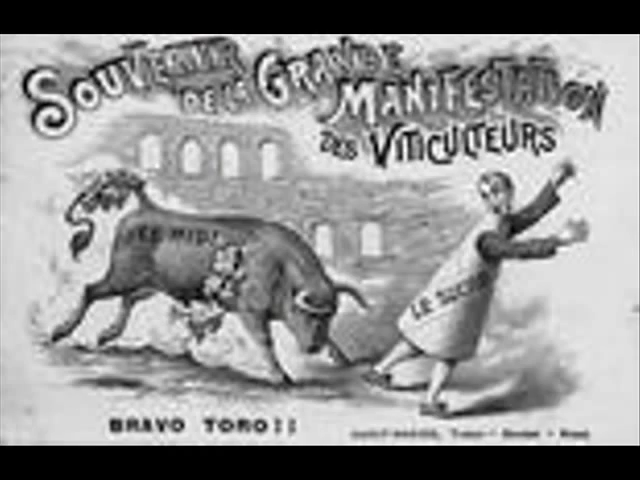 SOUVENIR
DE LA GRANDE
MANIFESTATION
DES VITICULTEURS
LE MIDI
LE SUCRE
BRAVO TORO!!